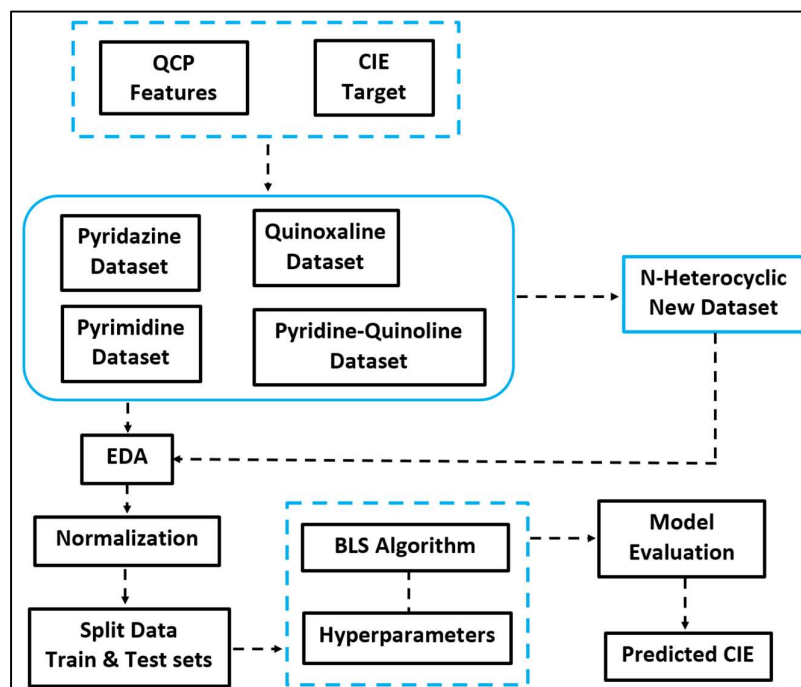 QCP
Features
CIE
Target
Pyridazine
Dataset
Quinoxaline
Dataset
Pyrimidine
Dataset
Pyridine-Quinoline
Dataset
N-Heterocyclic
New Dataset
EDA
Normalization
Split Data
Train & Test sets
BLS Algorithm
Hyperparameters
Model
Evaluation
Predicted CIE